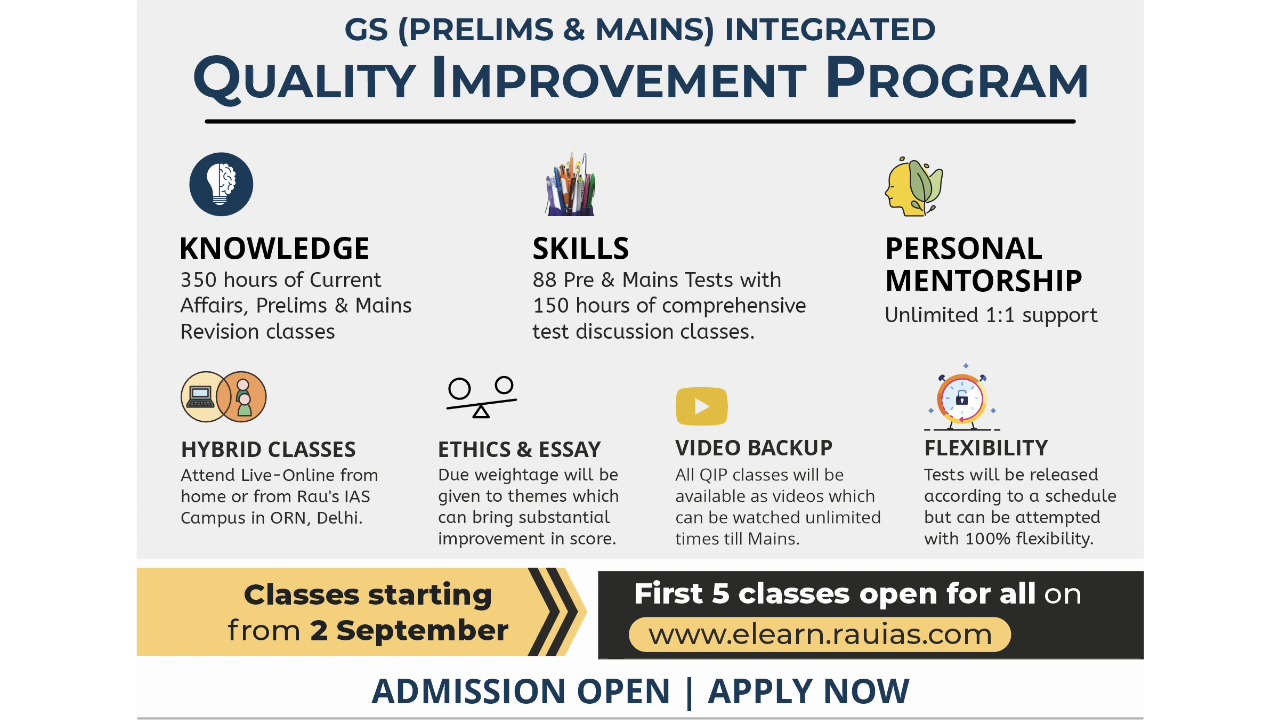 GS (PRELIMS & MAINS) INTEGRATED
QUALITY IMPROVEMENT PROGRAM
KNOWLEDGE
350 hours of Current
Affairs, Prelims & Mains
Revision classes
SKILLS
88 Pre & Mains Tests with
150 hours of comprehensive
test discussion classes.
PERSONAL
MENTORSHIP
Unlimited 1:1 support
HYBRID CLASSES
Attend Live-Online from
home or from Rau's IAS
Campus in ORN, Delhi.
ETHICS & ESSAY
Due weightage will be
given to themes which
can bring substantial
improvement in score.
VIDEO BACKUP
All QIP classes will be
available as videos which
can be watched unlimited
times till Mains.
FLEXIBILITY
Tests will be released
according to a schedule
but can be attempted
with 100% flexibility.
Classes starting
from 2 September
First 5 classes open for all on
www.elearn.rauias.com
ADMISSION OPEN | APPLY NOW